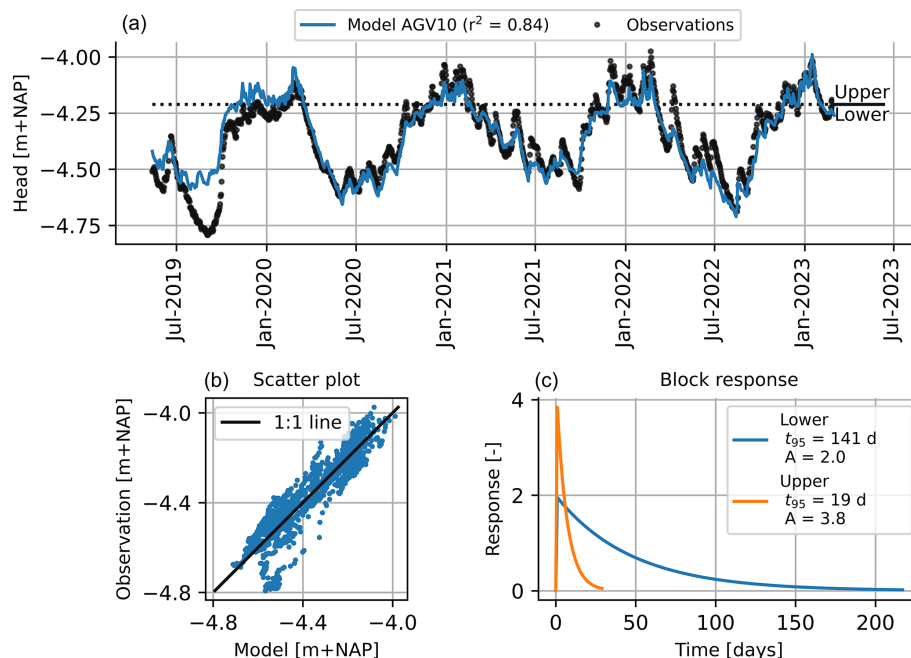 (a)
Model AGV10 (r² = 0.84)
Observations
Head [m+NAP]
−4.00
−4.25
−4.50
−4.75
Upper
Lower
Jul-2019
Jan-2020
Jul-2020
Jan-2021
Jul-2021
Jan-2022
Jul-2022
Jan-2023
Jul-2023
(b)
Scatter plot
1:1 line
Observation [m+NAP]
−4.0
−4.4
−4.8
−4.8
−4.4
−4.0
Model [m+NAP]
(c)
Block response
Response [-]
4
2
0
Lower
t₉₅ = 141 d
A = 2.0
Upper
t₉₅ = 19 d
A = 3.8
0
50
100
150
200
Time [days]